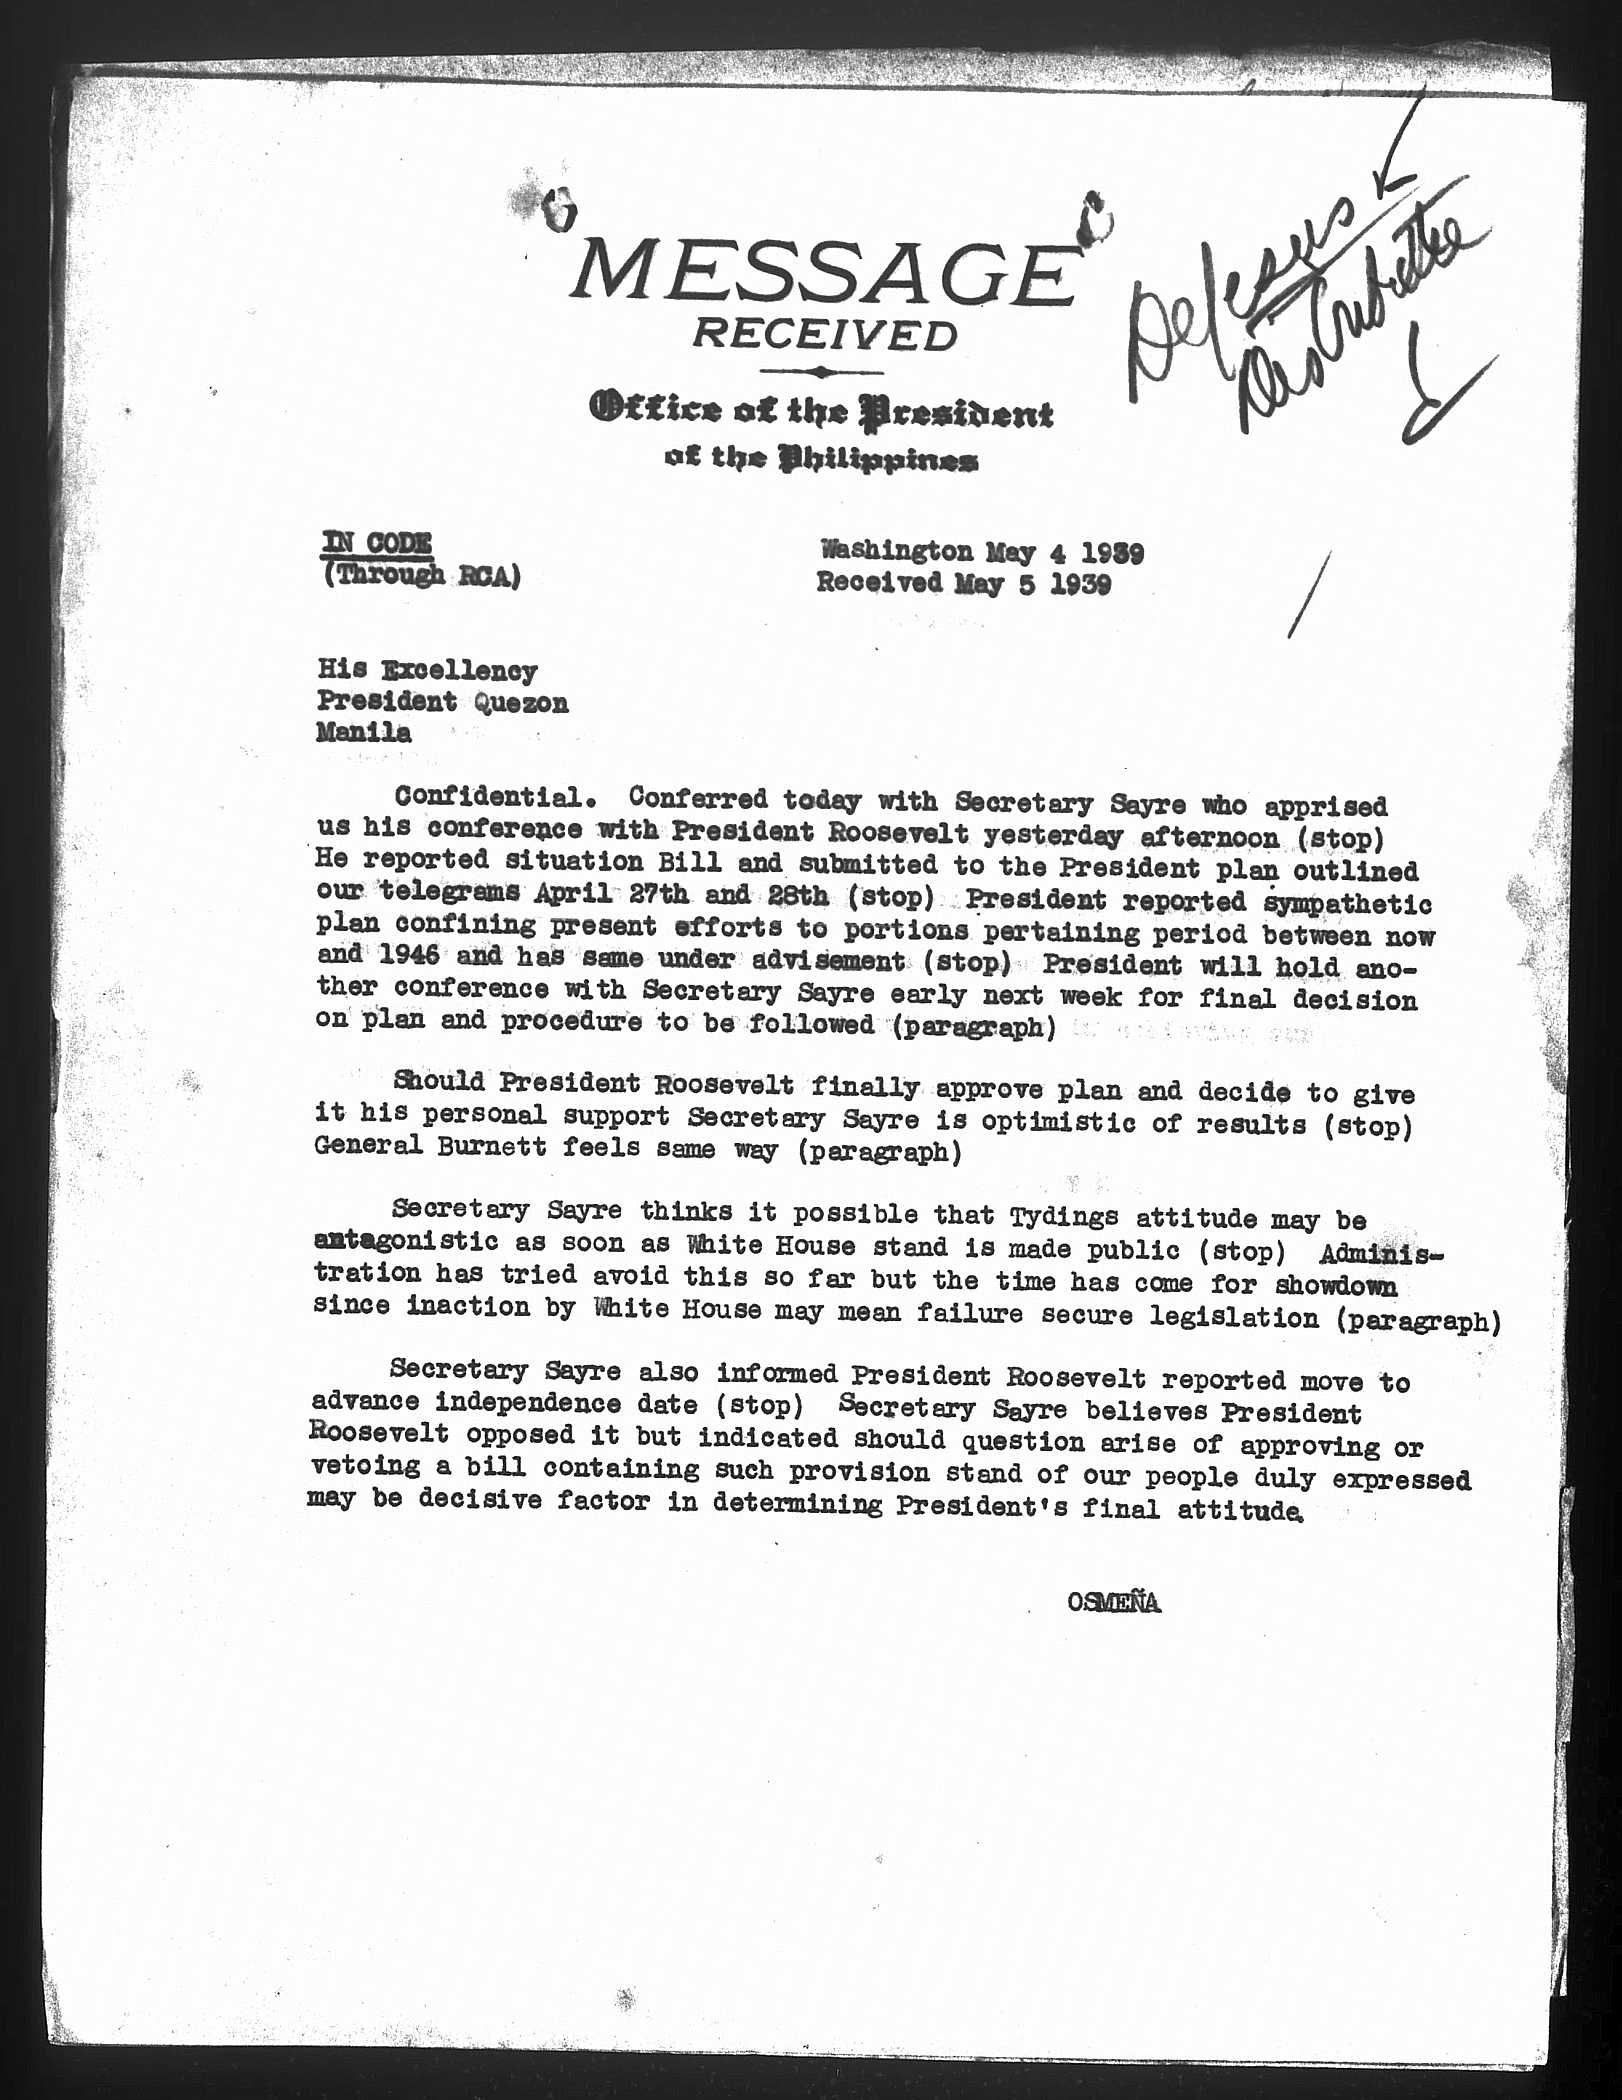 MESSAGE
RECEIVED
Office of the President
of the Philippines
IN CODE
(Through RCA)
Washington May 4 1939
Received May 5 1939
His Excellency
President Quezon
Manila
Confidential. Conferred today with Secretary Sayre who apprised
us his conference with President Roosevelt yesterday afternoon (stop)
He reported situation Bill and submitted to the President plan outlined
our telegrams April 27th and 28th (stop) President reported sympathetic
plan confining present efforts to portions pertaining period between now
and 1946 and has same under advisement (stop) President will hold ano-
ther conference with Secretary Sayre early next week for final decision
on plan and procedure to be followed (paragraph)
Should President Roosevelt finally approve plan and decide to give
it his personal support Secretary Sayre is optimistic of results (stop)
General Burnett feels same way (paragraph)
Secretary Sayre thinks it possible that Tydings attitude may be
antagonistic as soon as White House stand is made public (stop) Adminis-
tration has tried avoid this so far but the time has come for showdown
since inaction by White House may mean failure secure legislation (paragraph)
Secretary Sayre also informed President Roosevelt reported move to
advance independence date (stop) Secretary Sayre believes President
Roosevelt opposed it but indicated should question arise of approving or
vetoing a bill containing such provision stand of our people duly expressed
may be decisive factor in determining President's final attitude.
OSMEÑA